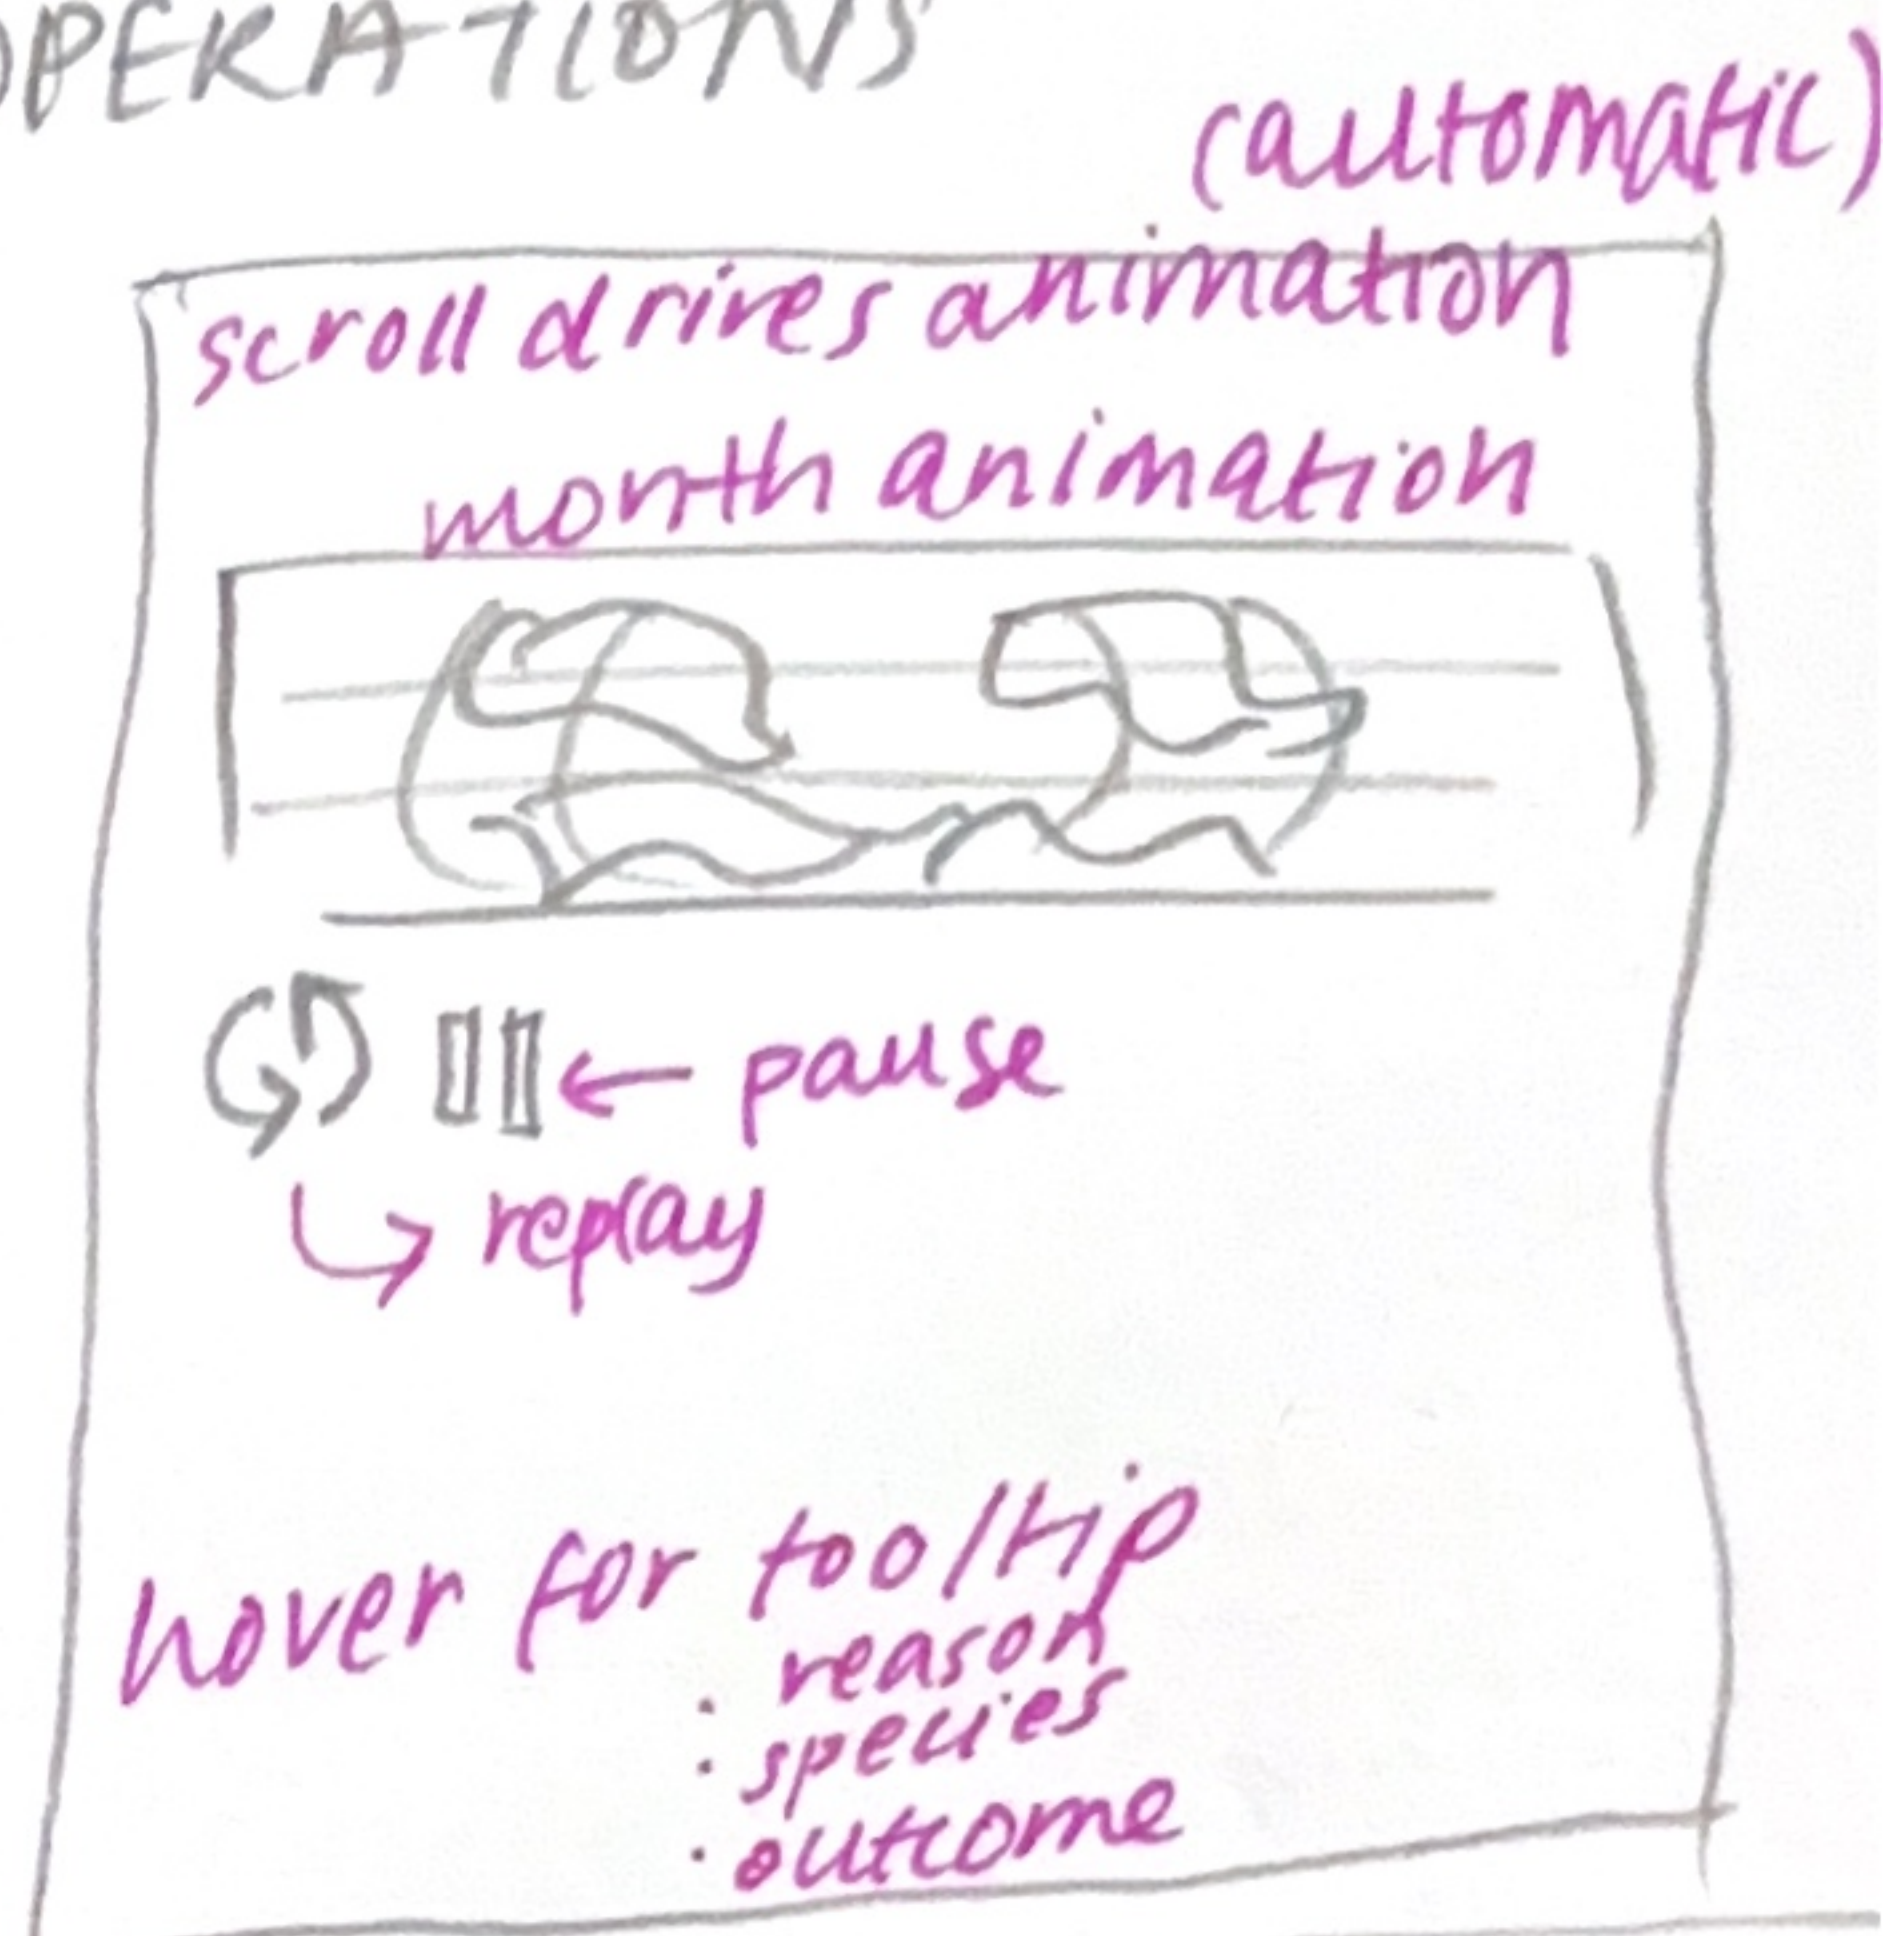 OPERATIONS
(automatic)
scroll drives animation
month animation
← pause
↳ replay
hover for tooltip
· reason
· species
· outcome